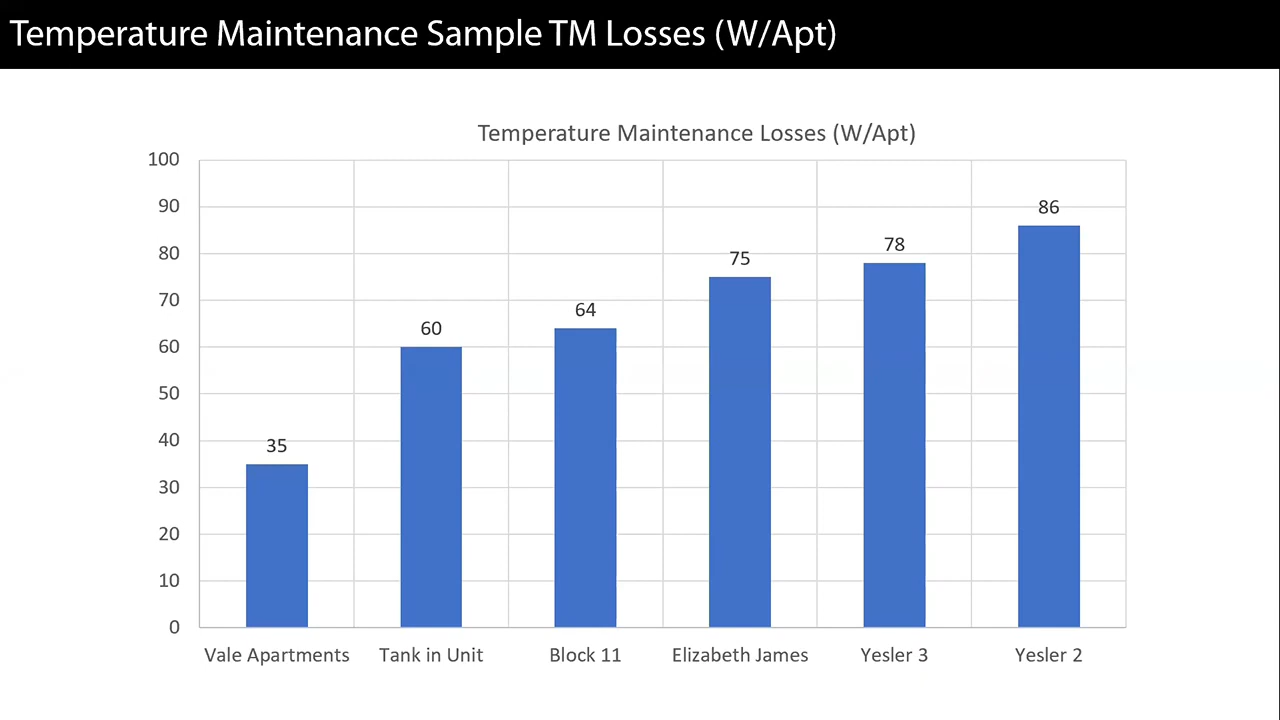 Temperature Maintenance Sample TM Losses (W/Apt)
Temperature Maintenance Losses (W/Apt)
100
90
80
70
60
50
40
30
20
10
0
35
60
64
75
78
86
Vale Apartments
Tank in Unit
Block 11
Elizabeth James
Yesler 3
Yesler 2